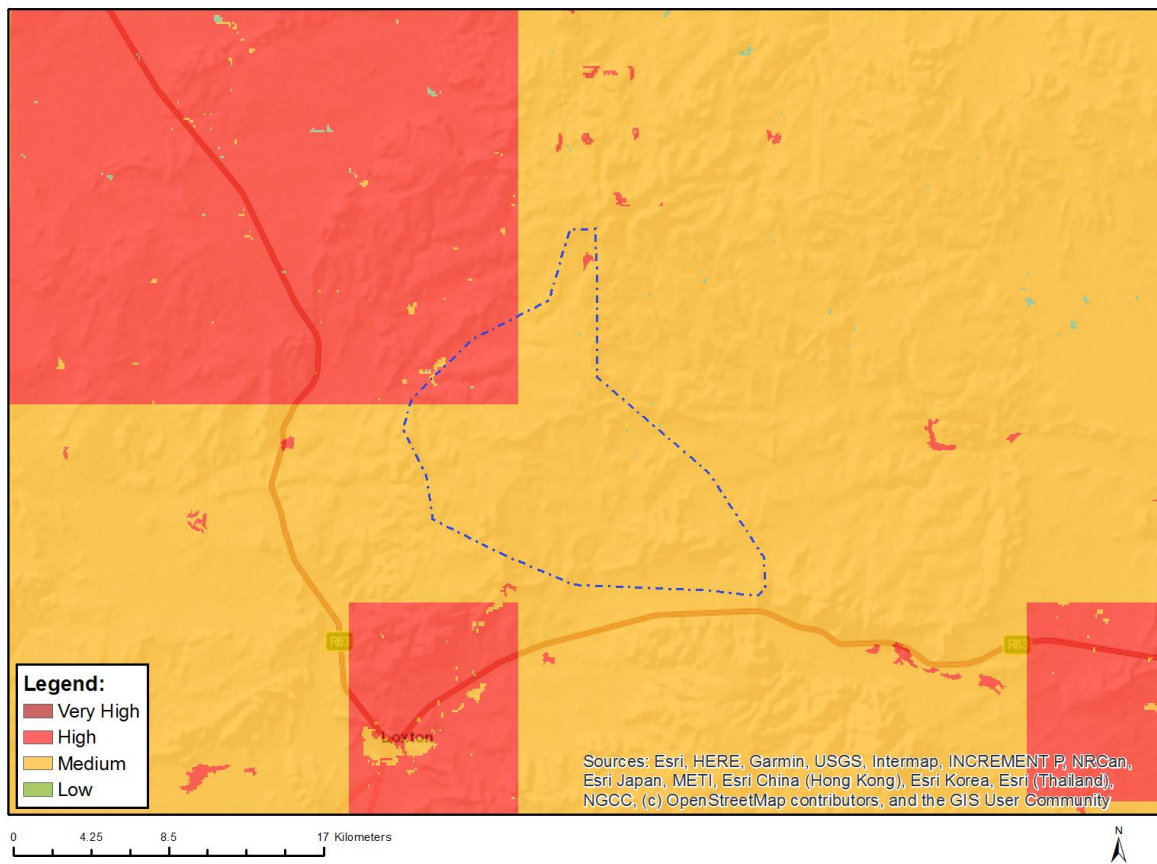 R63
R63
Loxton
Legend:
Very High
High
Medium
Low
Sources: Esri, HERE, Garmin, USGS, Intermap, INCREMENT P, NRCan,
Esri Japan, METI, Esri China (Hong Kong), Esri Korea, Esri (Thailand),
NGCC, (c) OpenStreetMap contributors, and the GIS User Community
0 4.25 8.5 17 Kilometers
N